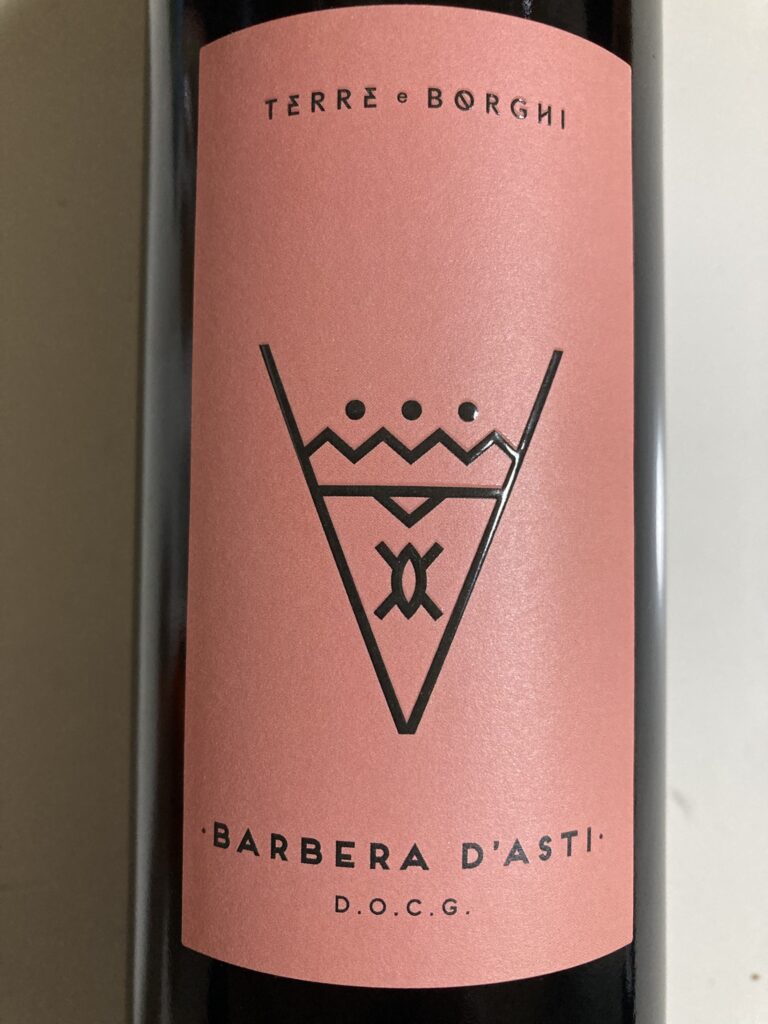 TERRE e BORGHI
·BARBERA D'ASTI·
D.O.C.G.